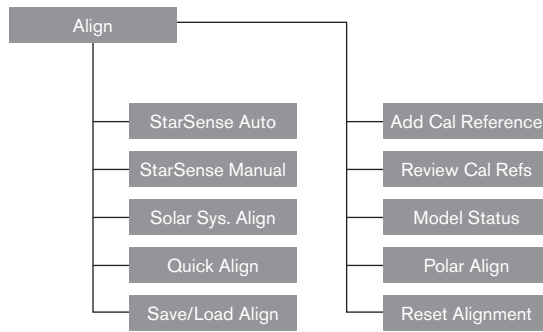 Align
StarSense Auto
StarSense Manual
Solar Sys. Align
Quick Align
Save/Load Align
Add Cal Reference
Review Cal Refs
Model Status
Polar Align
Reset Alignment